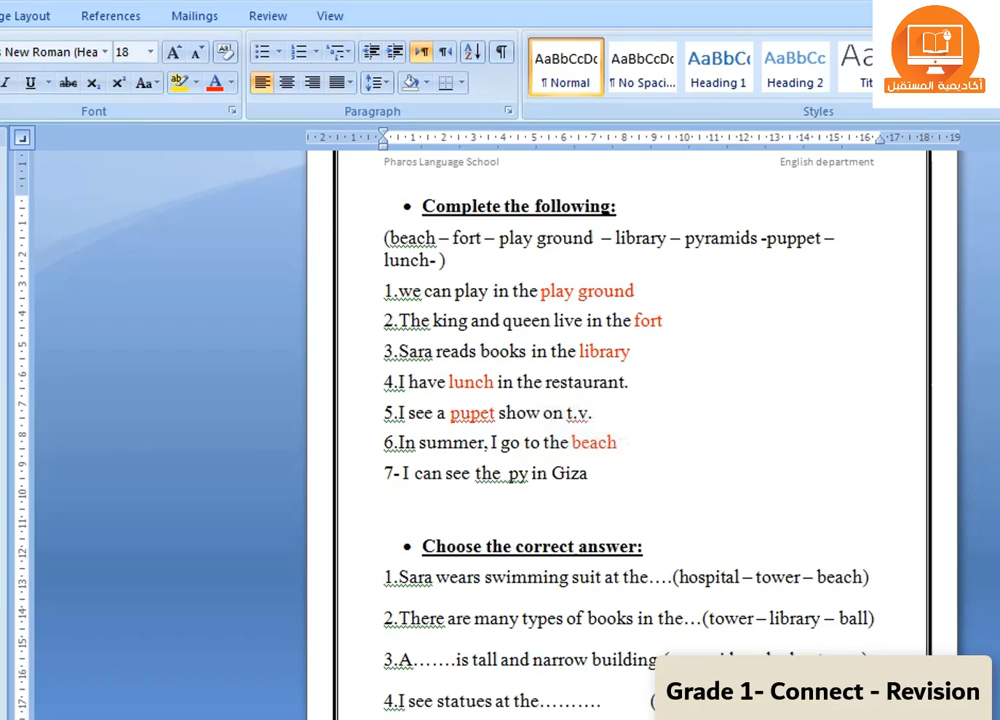 ge Layout References Mailings Review View
New Roman (Hea 18
AaBbCcDc AaBbCcDc AaBbCc AaBbCc Aa
¶ Normal ¶ No Spaci... Heading 1 Heading 2 Tit
Font Paragraph Styles
أكاديمية المستقبل
Pharos Language School English department
• Complete the following:
(beach – fort – play ground – library – pyramids -puppet –
lunch- )
1.we can play in the play ground
2.The king and queen live in the fort
3.Sara reads books in the library
4.I have lunch in the restaurant.
5.I see a pupet show on t.v.
6.In summer, I go to the beach
7- I can see the py in Giza
• Choose the correct answer:
1.Sara wears swimming suit at the….(hospital – tower – beach)
2.There are many types of books in the…(tower – library – ball)
3.A…….is tall and narrow building
4.I see statues at the………. (
Grade 1- Connect - Revision